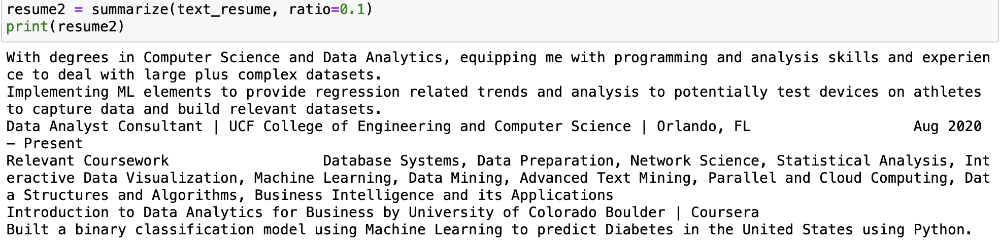 resume2 = summarize(text_resume, ratio=0.1)
print(resume2)
With degrees in Computer Science and Data Analytics, equipping me with programming and analysis skills and experien
ce to deal with large plus complex datasets.
Implementing ML elements to provide regression related trends and analysis to potentially test devices on athletes
to capture data and build relevant datasets.
Data Analyst Consultant | UCF College of Engineering and Computer Science | Orlando, FL                   Aug 2020
– Present
Relevant Coursework                  Database Systems, Data Preparation, Network Science, Statistical Analysis, Int
eractive Data Visualization, Machine Learning, Data Mining, Advanced Text Mining, Parallel and Cloud Computing, Dat
a Structures and Algorithms, Business Intelligence and its Applications
Introduction to Data Analytics for Business by University of Colorado Boulder | Coursera
Built a binary classification model using Machine Learning to predict Diabetes in the United States using Python.